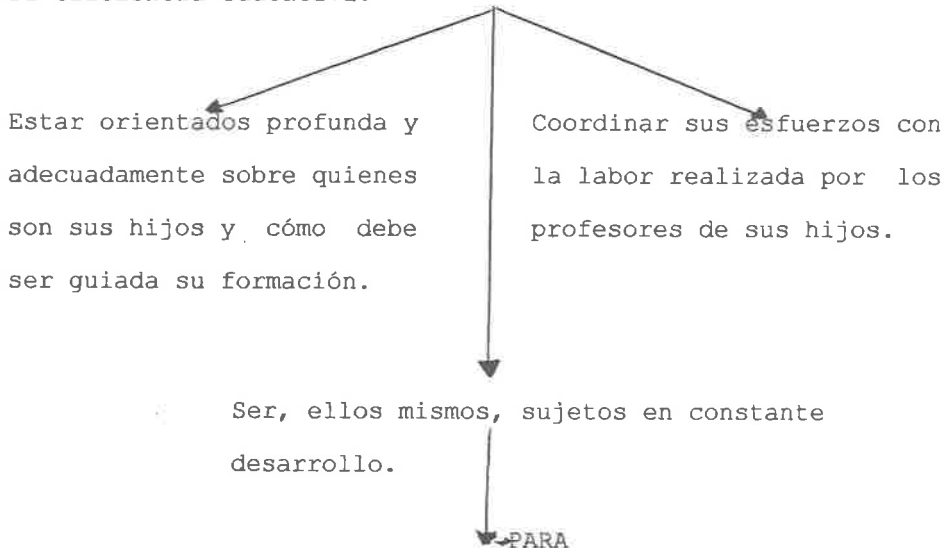 Estar orientados profunda y
adecuadamente sobre quienes
son sus hijos y cómo debe
ser guiada su formación.
Coordinar sus esfuerzos con
la labor realizada por los
profesores de sus hijos.
Ser, ellos mismos, sujetos en constante
desarrollo.
PARA